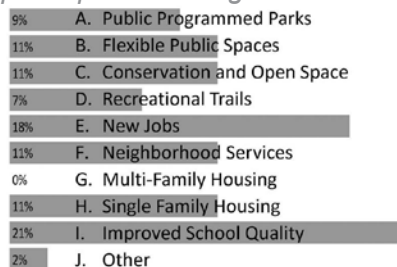 9% A. Public Programmed Parks
11% B. Flexible Public Spaces
11% C. Conservation and Open Space
7% D. Recreational Trails
18% E. New Jobs
11% F. Neighborhood Services
0% G. Multi-Family Housing
11% H. Single Family Housing
21% I. Improved School Quality
2% J. Other